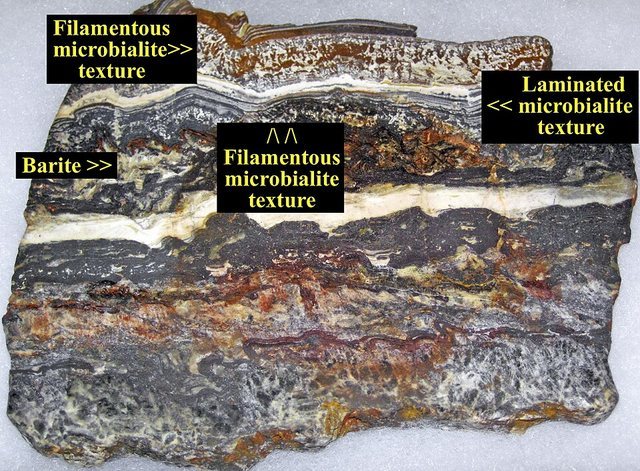 Filamentous
microbialite>>
texture
Laminated
<< microbialite
texture
Barite >>
/\ /\
Filamentous
microbialite
texture